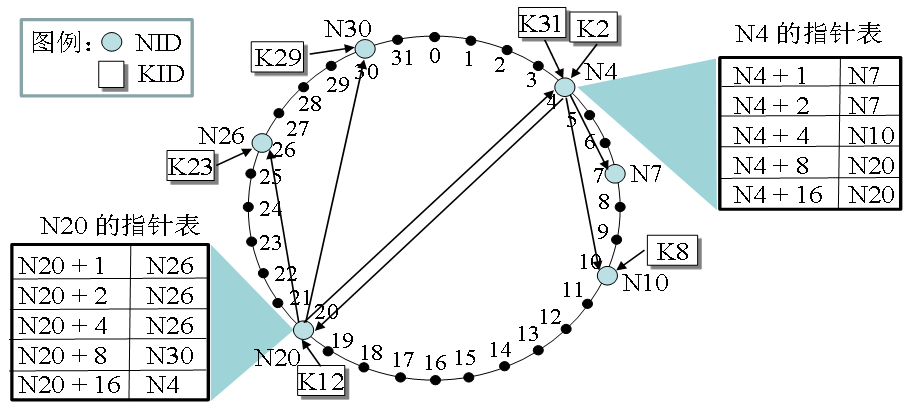 图例: NID
KID
N30
K29
K31
K2
N4
N4 的指针表
N4 + 1 N7
N4 + 2 N7
N4 + 4 N10
N4 + 8 N20
N4 + 16 N20
N26
K23
N7
K8
N10
N20 的指针表
N20 + 1 N26
N20 + 2 N26
N20 + 4 N26
N20 + 8 N30
N20 + 16 N4
N20
K12
0
1
2
3
4
5
6
7
8
9
10
11
12
13
14
15
16
17
18
19
20
21
22
23
24
25
26
27
28
29
30
31